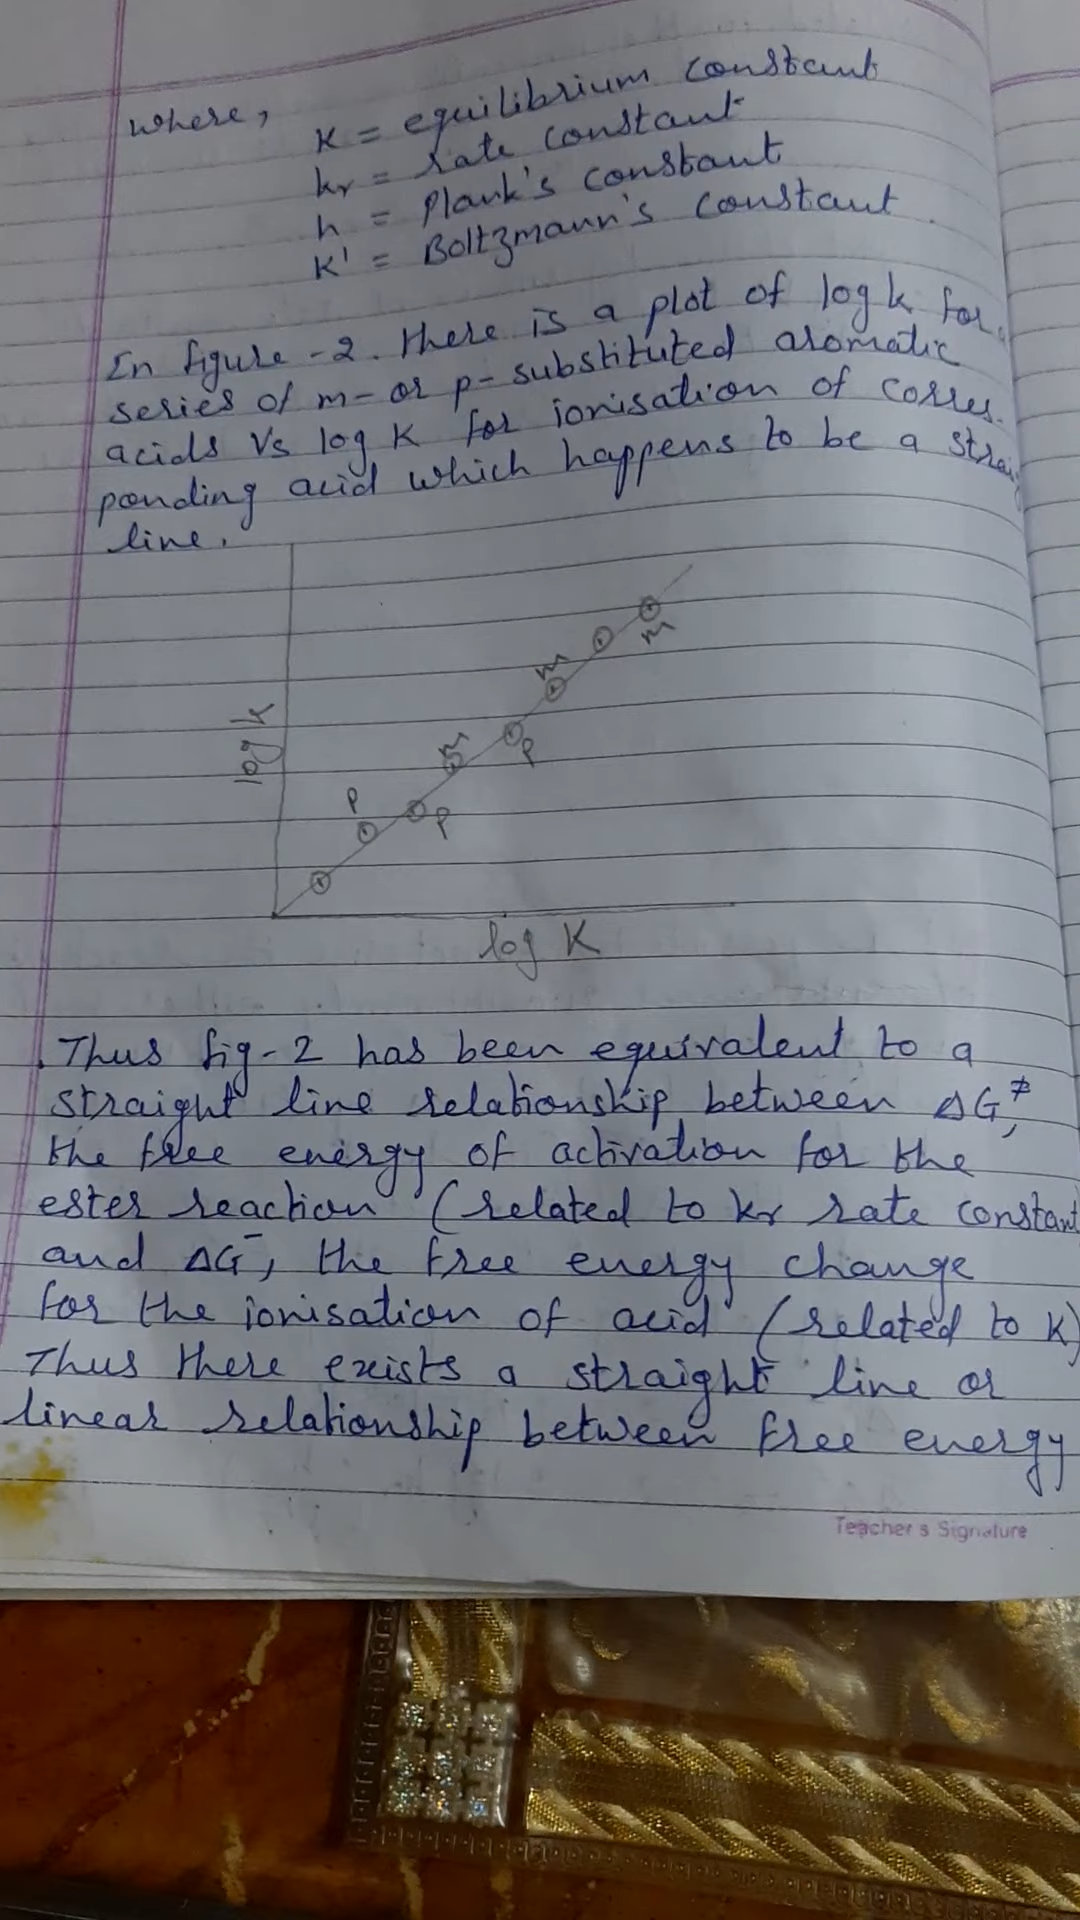 where,
K = equilibrium constant
kr = rate constant
h = Plank's constant
K' = Boltzmann's constant.
In figure-2. there is a plot of log k for
series of m- or p-substituted aromatic
acids Vs log K for ionisation of corres-
ponding acid which happens to be a strai
line.
log k
P
P
m
P
m
m
log K
Thus fig-2 has been equivalent to a
straight line relationship between ΔG≠,
the free energy of activation for the
ester reaction (related to kr rate constant
and ΔG⁻, the free energy change
for the ionisation of acid (related to K)
Thus there exists a straight line or
linear relationship between free energy
Teacher's Signature